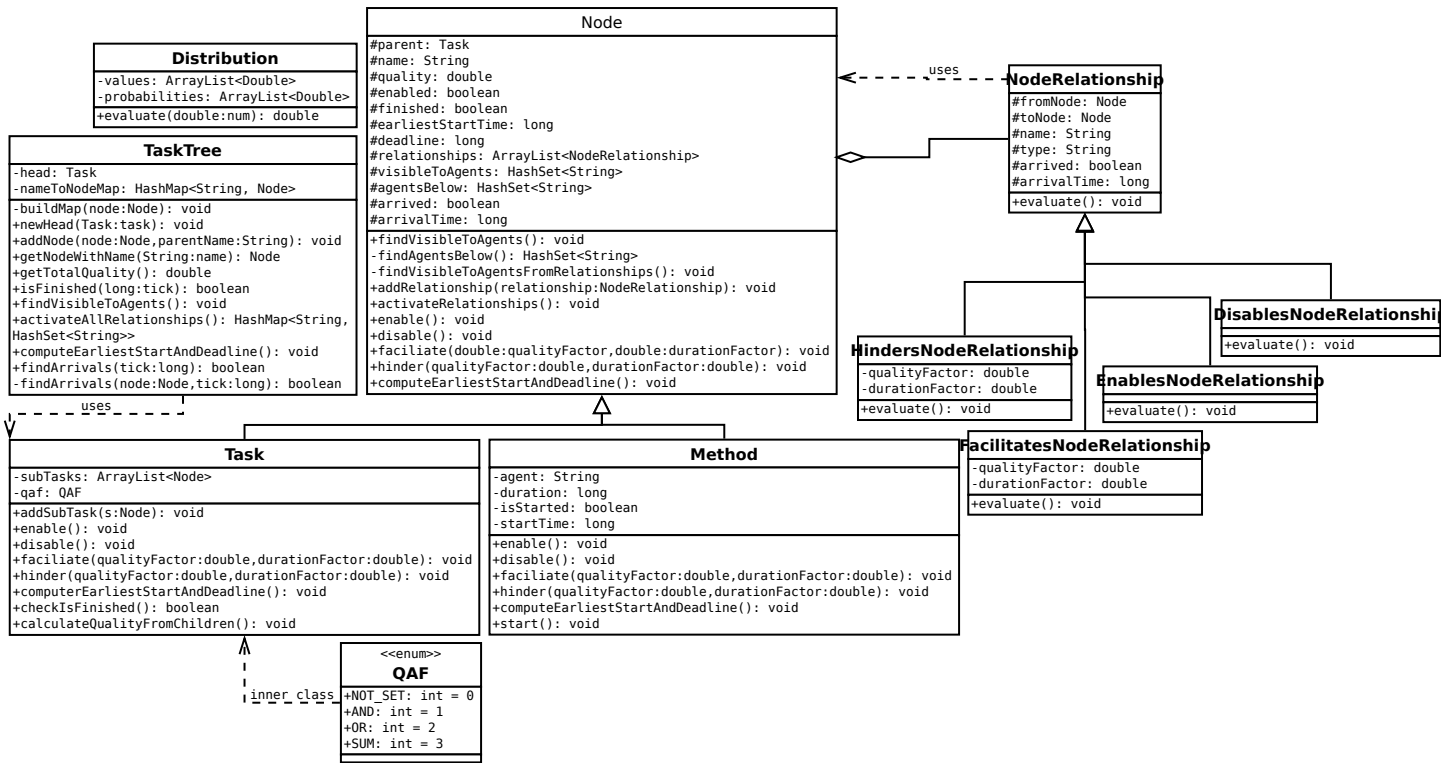 Distribution
-values: ArrayList<Double>
-probabilities: ArrayList<Double>
+evaluate(double:num): double
TaskTree
-head: Task
-nameToNodeMap: HashMap<String, Node>
-buildMap(node:Node): void
+newHead(Task:task): void
+addNode(node:Node,parentName:String): void
+getNodeWithName(String:name): Node
+getTotalQuality(): double
+isFinished(long:tick): boolean
+findVisibleToAgents(): void
+activateAllRelationships(): HashMap<String,
HashSet<String>>
+computeEarliestStartAndDeadline(): void
+findArrivals(tick:long): boolean
-findArrivals(node:Node,tick:long): boolean
uses
Node
#parent: Task
#name: String
#quality: double
#enabled: boolean
#finished: boolean
#earliestStartTime: long
#deadline: long
#relationships: ArrayList<NodeRelationship>
#visibleToAgents: HashSet<String>
#agentsBelow: HashSet<String>
#arrived: boolean
#arrivalTime: long
+findVisibleToAgents(): void
-findAgentsBelow(): HashSet<String>
-findVisibleToAgentsFromRelationships(): void
+addRelationship(relationship:NodeRelationship): void
+activateRelationships(): void
+enable(): void
+disable(): void
+faciliate(double:qualityFactor,double:durationFactor): void
+hinder(qualityFactor:double,durationFactor:double): void
+computeEarliestStartAndDeadline(): void
uses
NodeRelationship
#fromNode: Node
#toNode: Node
#name: String
#type: String
#arrived: boolean
#arrivalTime: long
+evaluate(): void
DisablesNodeRelationship
+evaluate(): void
HindersNodeRelationship
-qualityFactor: double
-durationFactor: double
+evaluate(): void
EnablesNodeRelationship
+evaluate(): void
FacilitatesNodeRelationship
-qualityFactor: double
-durationFactor: double
+evaluate(): void
Task
-subTasks: ArrayList<Node>
-qaf: QAF
+addSubTask(s:Node): void
+enable(): void
+disable(): void
+faciliate(qualityFactor:double,durationFactor:double): void
+hinder(qualityFactor:double,durationFactor:double): void
+computerEarliestStartAndDeadline(): void
+checkIsFinished(): boolean
+calculateQualityFromChildren(): void
Method
-agent: String
-duration: long
-isStarted: boolean
-startTime: long
+enable(): void
+disable(): void
+faciliate(qualityFactor:double,durationFactor:double): void
+hinder(qualityFactor:double,durationFactor:double): void
+computeEarliestStartAndDeadline(): void
+start(): void
inner class
<<enum>>
QAF
+NOT_SET: int = 0
+AND: int = 1
+OR: int = 2
+SUM: int = 3